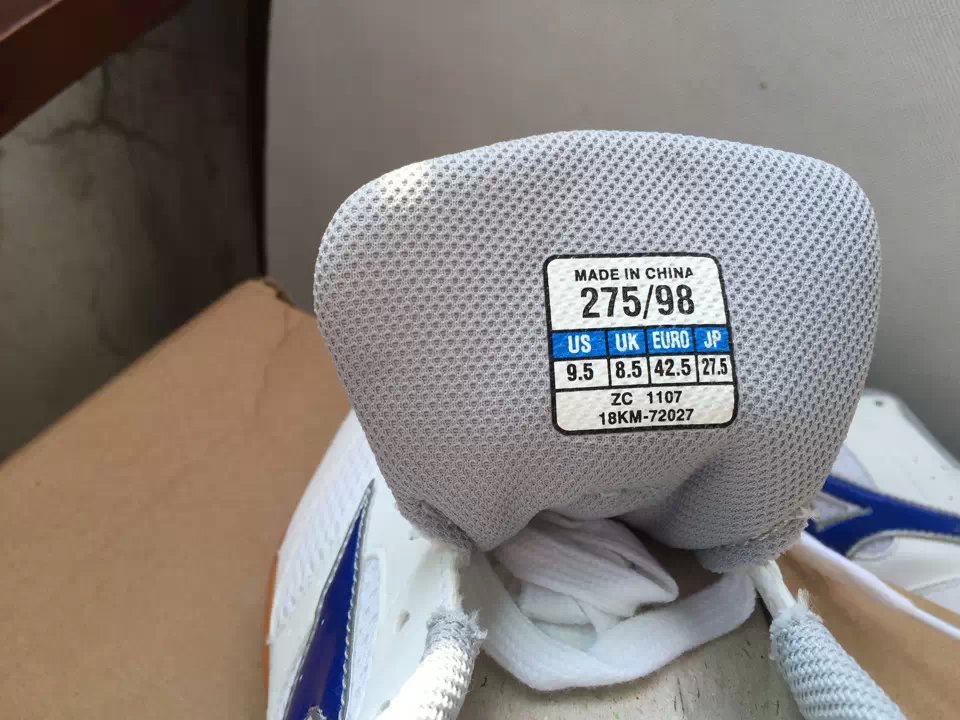 MADE IN CHINA
275/98
US UK EURO JP
9.5 8.5 42.5 27.5
ZC 1107
18KM-72027